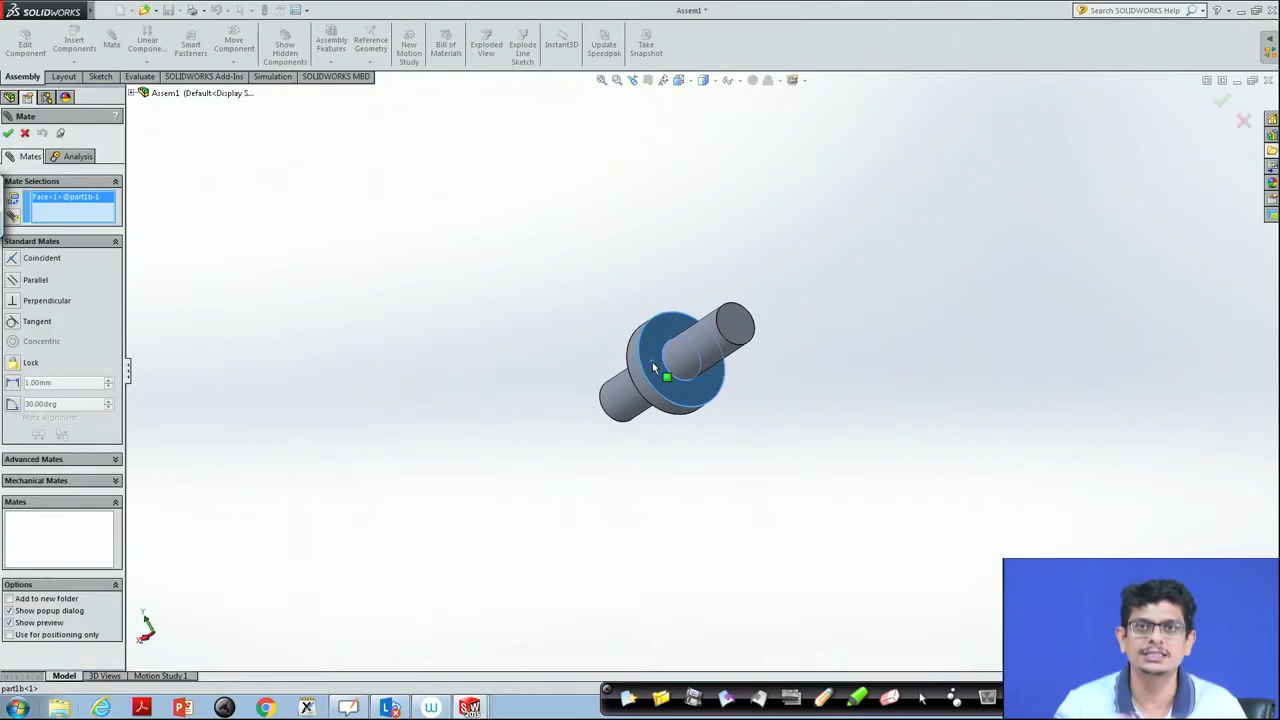 SOLIDWORKS
Assem1 *
Search SOLIDWORKS Help
Edit Component
Insert Components
Mate
Linear Compone...
Smart Fasteners
Move Component
Show Hidden Components
Assembly Features
Reference Geometry
New Motion Study
Bill of Materials
Exploded View
Explode Line Sketch
Instant3D
Update Speedpak
Take Snapshot
Assembly
Layout
Sketch
Evaluate
SOLIDWORKS Add-Ins
Simulation
SOLIDWORKS MBD
Assem1 (Default<Display S...
Mate
?
Mates
Analysis
Mate Selections
Face<1>@part1b-1
Standard Mates
Coincident
Parallel
Perpendicular
Tangent
Concentric
Lock
1.00mm
30.00deg
Mate alignment:
Advanced Mates
Mechanical Mates
Mates
Options
Add to new folder
Show popup dialog
Show preview
Use for positioning only
Y
X
Model
3D Views
Motion Study 1
part1b<1>